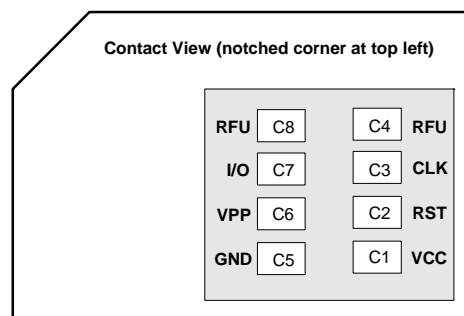 Contact View (notched corner at top left)
RFU C8 C4 RFU
I/O C7 C3 CLK
VPP C6 C2 RST
GND C5 C1 VCC